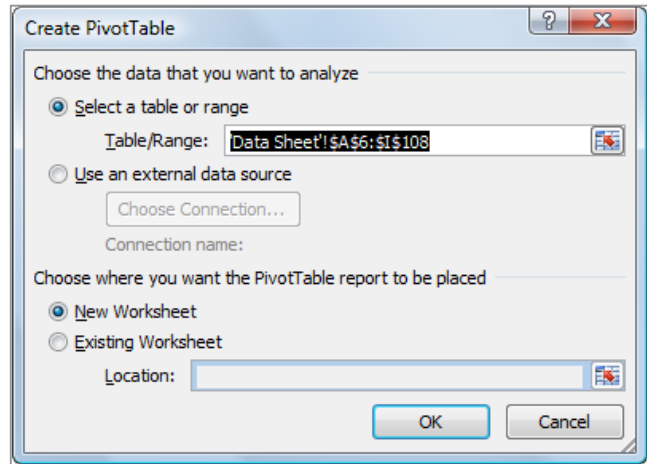 Create PivotTable
?
X
Choose the data that you want to analyze
Select a table or range
Table/Range: 'Data Sheet'!$A$6:$I$108
Use an external data source
Choose Connection...
Connection name:
Choose where you want the PivotTable report to be placed
New Worksheet
Existing Worksheet
Location:
OK Cancel